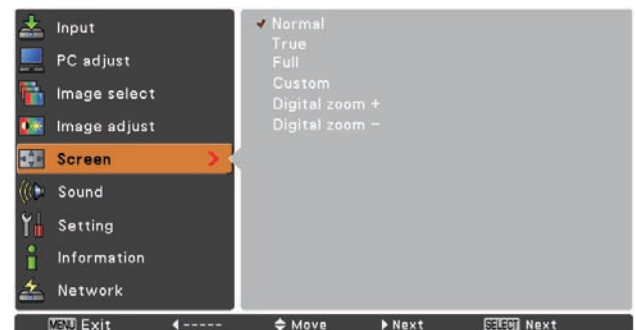 Input
PC adjust
Image select
Image adjust
Screen
Sound
Setting
Information
Network
Normal
True
Full
Custom
Digital zoom +
Digital zoom –
MENU Exit ◀ ----- Move ▶ Next SELECT Next